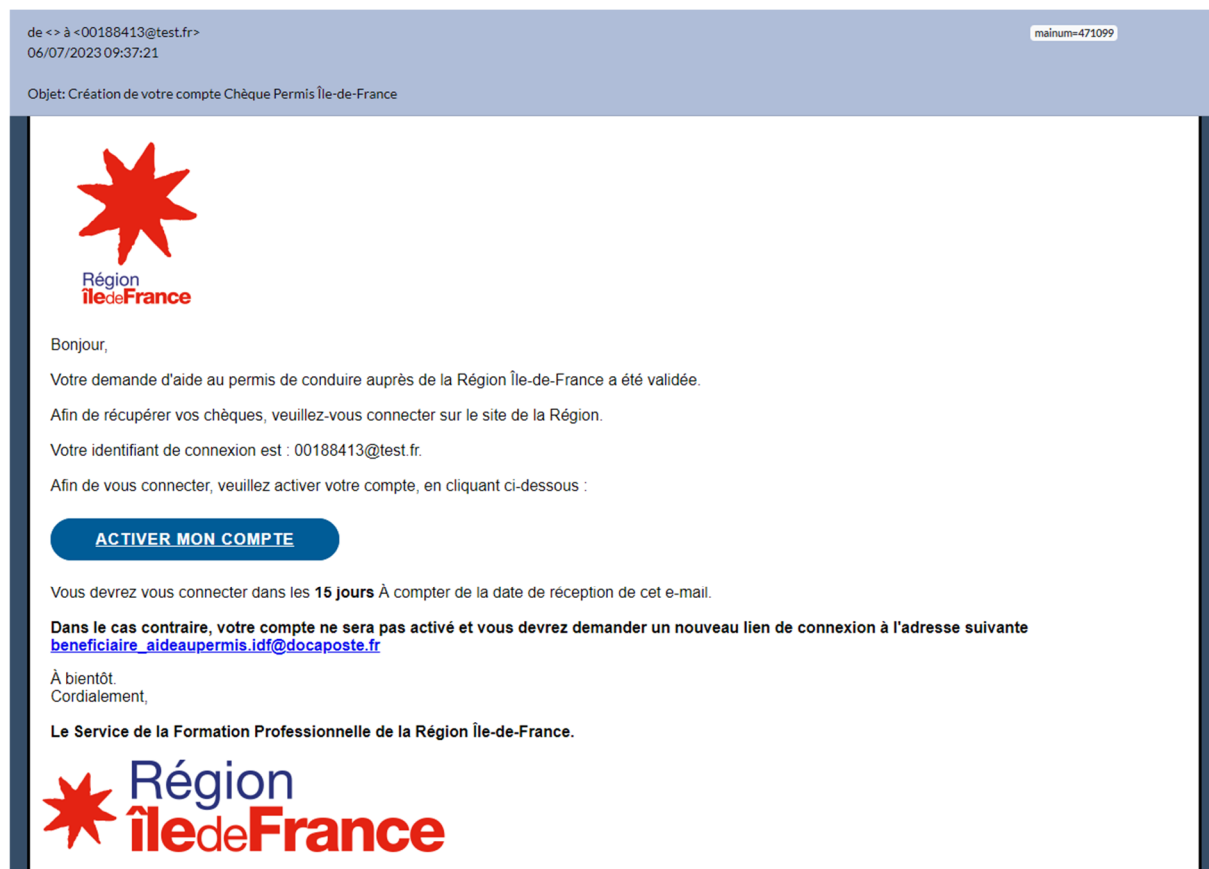 de <> à <00188413@test.fr>
mainum=471099
06/07/2023 09:37:21
Objet: Création de votre compte Chèque Permis Île-de-France
Région
îledeFrance
Bonjour,
Votre demande d'aide au permis de conduire auprès de la Région Île-de-France a été validée.
Afin de récupérer vos chèques, veuillez-vous connecter sur le site de la Région.
Votre identifiant de connexion est : 00188413@test.fr.
Afin de vous connecter, veuillez activer votre compte, en cliquant ci-dessous :
ACTIVER MON COMPTE
Vous devrez vous connecter dans les 15 jours À compter de la date de réception de cet e-mail.
Dans le cas contraire, votre compte ne sera pas activé et vous devrez demander un nouveau lien de connexion à l'adresse suivante
beneficiaire_aideaupermis.idf@docaposte.fr
À bientôt.
Cordialement,
Le Service de la Formation Professionnelle de la Région Île-de-France.
Région
îledeFrance